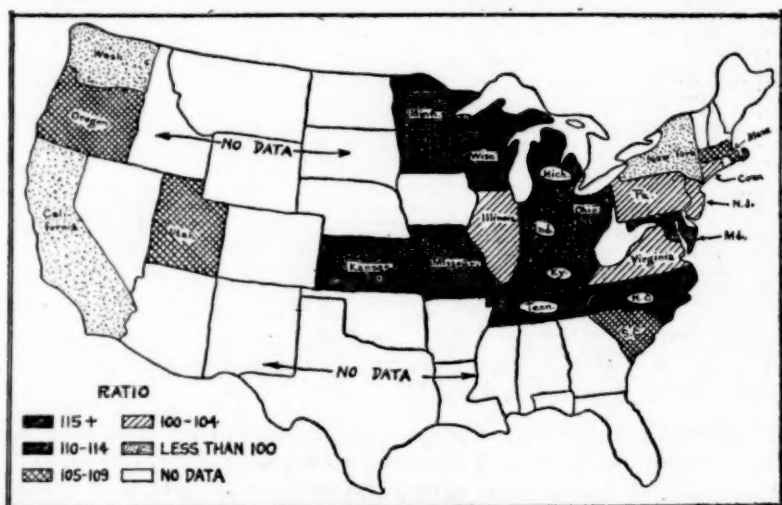 Wash.
Oregon
Cali-
fornia
Utah
NO DATA
Kansas
Missouri
Minn.
Wisc.
Illinois
Mich.
Ind.
Ohio
Ky.
Tenn.
N.C.
S.C.
Virginia
Pa.
New York
Mass.
Conn.
N.J.
Md.
NO DATA
RATIO
115+
110-114
105-109
100-104
LESS THAN 100
NO DATA